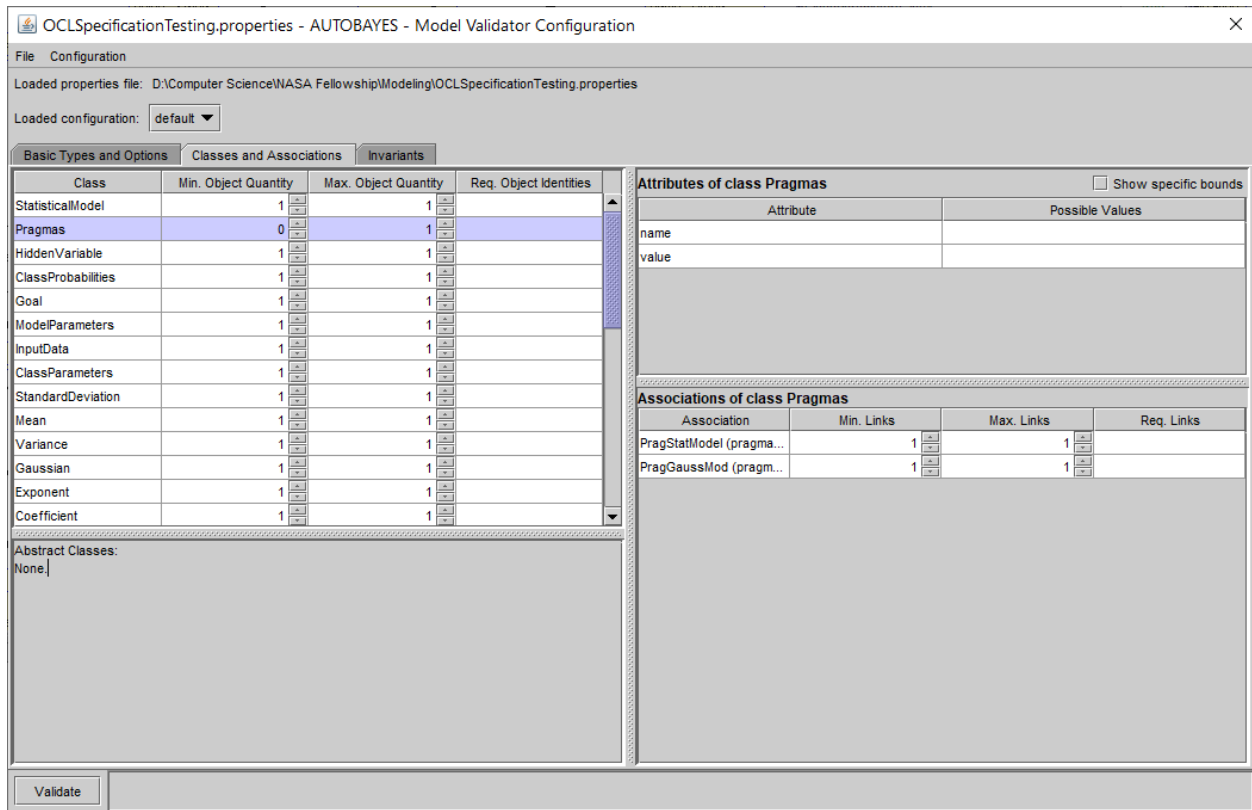 OCLSpecificationTesting.properties - AUTOBAYES - Model Validator Configuration
File Configuration
Loaded properties file: D:\Computer Science\NASA Fellowship\Modeling\OCLSpecificationTesting.properties
Loaded configuration: default
Basic Types and Options Classes and Associations Invariants
Class Min. Object Quantity Max. Object Quantity Req. Object Identities
StatisticalModel 1 1
Pragmas 0 1
HiddenVariable 1 1
ClassProbabilities 1 1
Goal 1 1
ModelParameters 1 1
InputData 1 1
ClassParameters 1 1
StandardDeviation 1 1
Mean 1 1
Variance 1 1
Gaussian 1 1
Exponent 1 1
Coefficient 1 1
Abstract Classes:
None.
Attributes of class Pragmas Show specific bounds
Attribute Possible Values
name
value
Associations of class Pragmas
Association Min. Links Max. Links Req. Links
PragStatModel (pragma... 1 1
PragGaussMod (pragm... 1 1
Validate